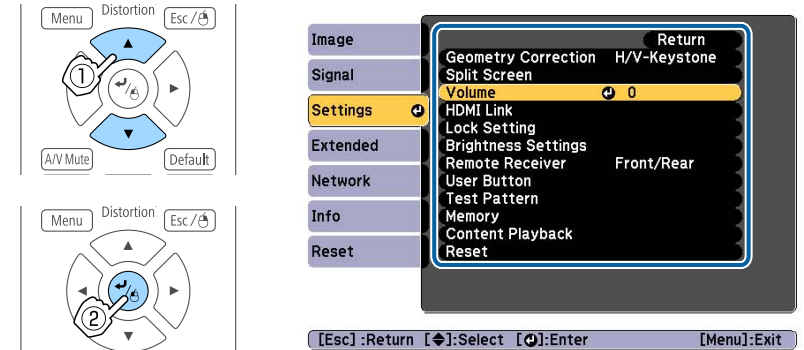 Menu
Distortion
Esc /
1
A/V Mute
Default
Menu
Distortion
Esc /
2
Image
Signal
Settings
Extended
Network
Info
Reset
Return
Geometry Correction H/V-Keystone
Split Screen
Volume 0
HDMI Link
Lock Setting
Brightness Settings
Remote Receiver Front/Rear
User Button
Test Pattern
Memory
Content Playback
Reset
[Esc] :Return [◆]:Select [⏎]:Enter [Menu]:Exit